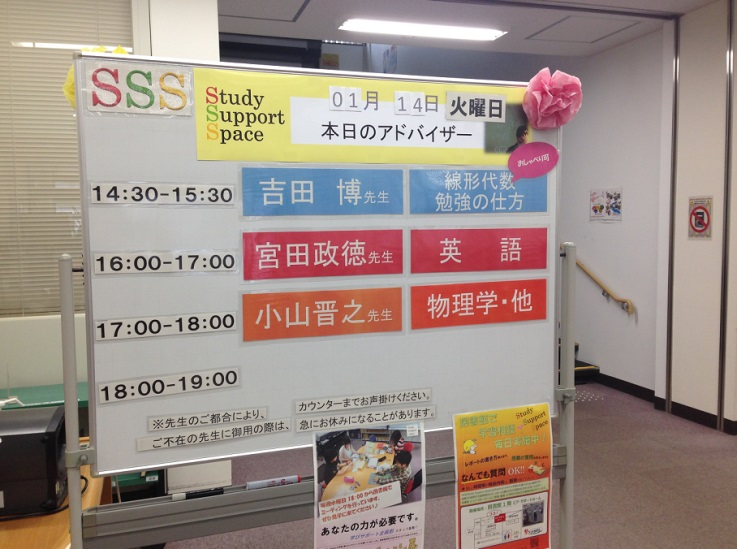 SSS
Study
Support
Space
01月 14日 火曜日
本日のアドバイザー
おしゃべり可
14:30-15:30 吉田 博先生 線形代数
勉強の仕方
16:00-17:00 宮田政徳先生 英 語
17:00-18:00 小山晋之先生 物理学・他
18:00-19:00
※先生のご都合により、 カウンターまでお声掛けください。
ご不在の先生に御用の際は、 急にお休みになることがあります。
あなたの力が必要です。
Study
Support
Space
なんでも質問OK!!